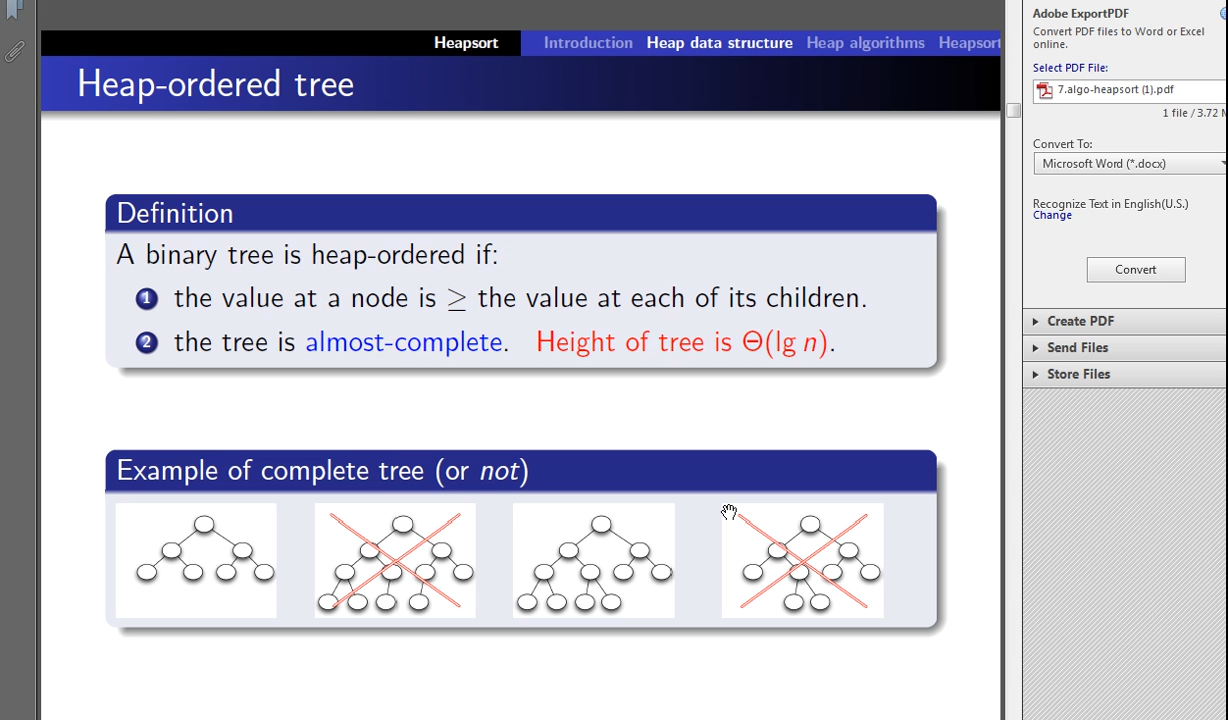 Heapsort Introduction Heap data structure Heap algorithms Heapsort
Heap-ordered tree
Definition
A binary tree is heap-ordered if:
1 the value at a node is ≥ the value at each of its children.
2 the tree is almost-complete. Height of tree is Θ(lg n).
Example of complete tree (or not)
Adobe ExportPDF
Convert PDF files to Word or Excel
online.
Select PDF File:
7.algo-heapsort (1).pdf
1 file / 3.72 M
Convert To:
Microsoft Word (*.docx)
Recognize Text in English(U.S.)
Change
Convert
Create PDF
Send Files
Store Files